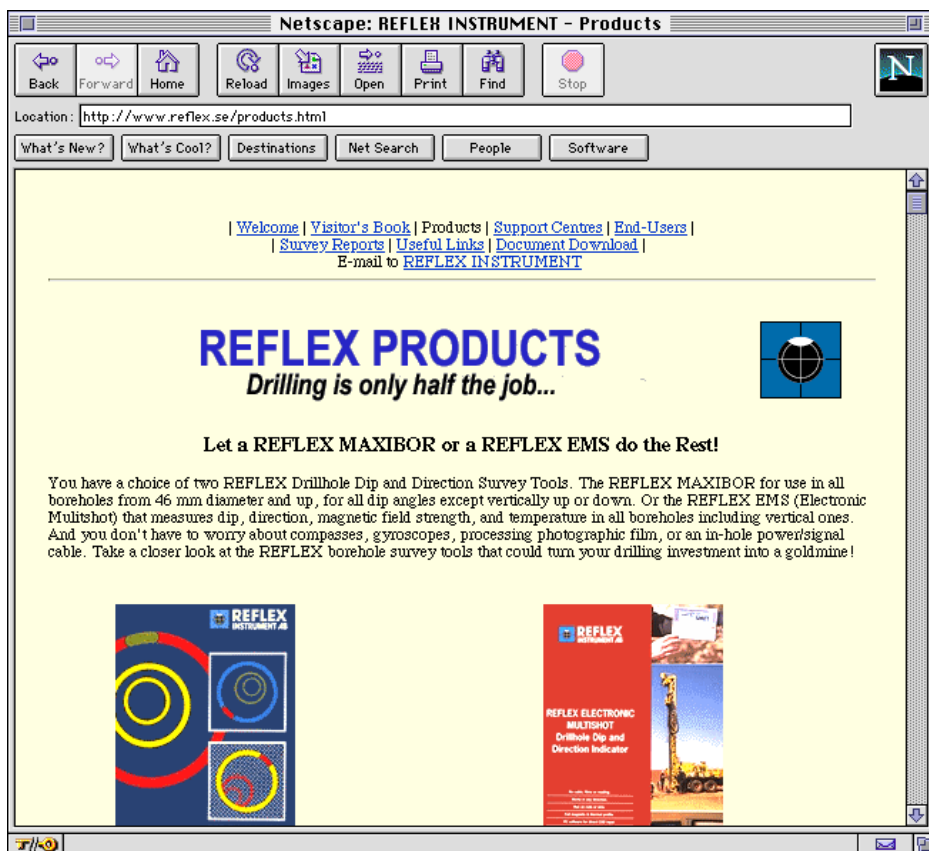 Netscape: REFLEX INSTRUMENT - Products
Back Forward Home Reload Images Open Print Find Stop
N
Location: http://www.reflex.se/products.html
What's New? What's Cool? Destinations Net Search People Software
| Welcome | Visitor's Book | Products | Support Centres | End-Users |
| Survey Reports | Useful Links | Document Download |
E-mail to REFLEX INSTRUMENT
REFLEX PRODUCTS
Drilling is only half the job...
Let a REFLEX MAXIBOR or a REFLEX EMS do the Rest!
You have a choice of two REFLEX Drillhole Dip and Direction Survey Tools. The REFLEX MAXIBOR for use in all
boreholes from 46 mm diameter and up, for all dip angles except vertically up or down. Or the REFLEX EMS (Electronic
Mulitshot) that measures dip, direction, magnetic field strength, and temperature in all boreholes including vertical ones.
And you don't have to worry about compasses, gyroscopes, processing photographic film, or an in-hole power/signal
cable. Take a closer look at the REFLEX borehole survey tools that could turn your drilling investment into a goldmine!
REFLEX
INSTRUMENT AB
REFLEX
INSTRUMENT AB
REFLEX ELECTRONIC
MULTISHOT
Drillhole Dip and
Direction Indicator